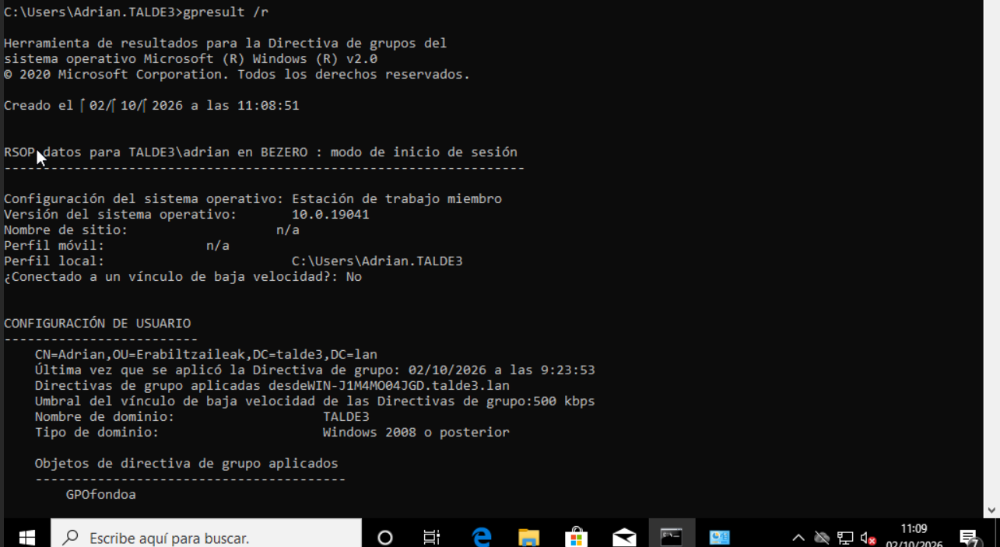 C:\Users\Adrian.TALDE3>gpresult /r
Herramienta de resultados para la Directiva de grupos del
sistema operativo Microsoft (R) Windows (R) v2.0
© 2020 Microsoft Corporation. Todos los derechos reservados.
Creado el 02/ 10/ 2026 a las 11:08:51
RSOP datos para TALDE3\adrian en BEZERO : modo de inicio de sesión
-------------------------------------------------------------------
Configuración del sistema operativo: Estación de trabajo miembro
Versión del sistema operativo: 10.0.19041
Nombre de sitio: n/a
Perfil móvil: n/a
Perfil local: C:\Users\Adrian.TALDE3
¿Conectado a un vínculo de baja velocidad?: No
CONFIGURACIÓN DE USUARIO
-------------------------
CN=Adrian,OU=Erabiltzaileak,DC=talde3,DC=lan
Última vez que se aplicó la Directiva de grupo: 02/10/2026 a las 9:23:53
Directivas de grupo aplicadas desdeWIN-J1M4MO04JGD.talde3.lan
Umbral del vínculo de baja velocidad de las Directivas de grupo:500 kbps
Nombre de dominio: TALDE3
Tipo de dominio: Windows 2008 o posterior
Objetos de directiva de grupo aplicados
----------------------------------------
GPOfondoa
Escribe aquí para buscar.
11:09
02/10/2026
7